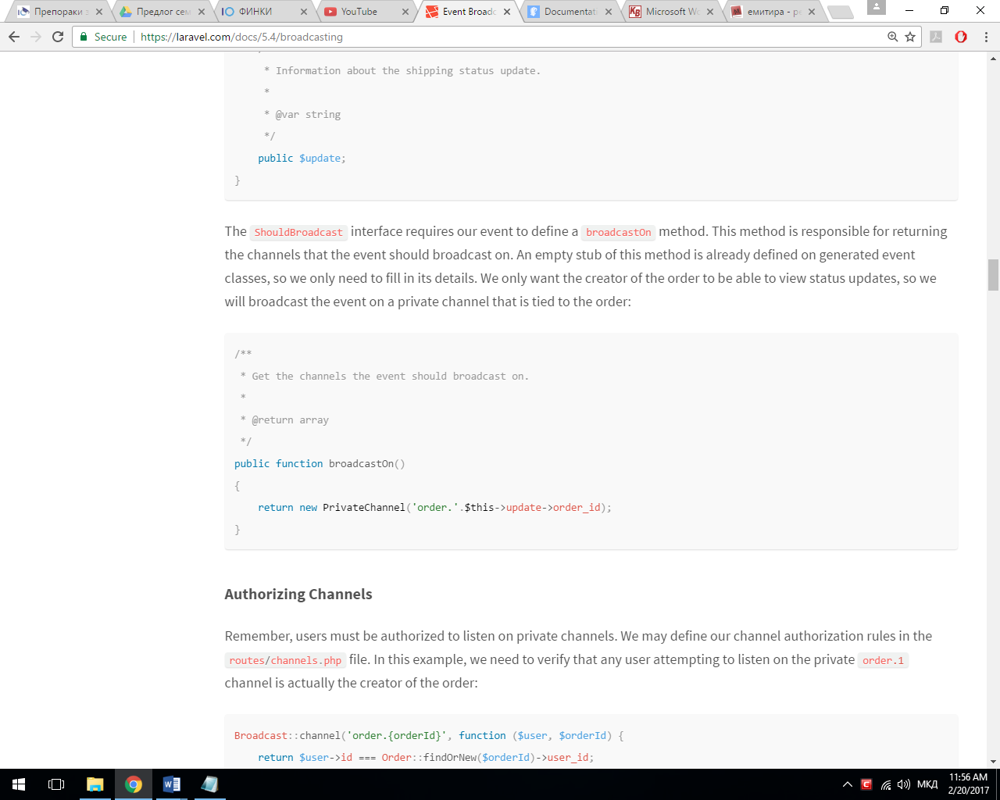 Препораки з
Предлог сем
ФИНКИ
YouTube
Event Broadc
Documentat
Microsoft Wo
емитира - ре
Secure https://laravel.com/docs/5.4/broadcasting
* Information about the shipping status update.
*
* @var string
*/
public $update;
}
The ShouldBroadcast interface requires our event to define a broadcastOn method. This method is responsible for returning
the channels that the event should broadcast on. An empty stub of this method is already defined on generated event
classes, so we only need to fill in its details. We only want the creator of the order to be able to view status updates, so we
will broadcast the event on a private channel that is tied to the order:
/**
* Get the channels the event should broadcast on.
*
* @return array
*/
public function broadcastOn()
{
return new PrivateChannel('order.'.$this->update->order_id);
}
Authorizing Channels
Remember, users must be authorized to listen on private channels. We may define our channel authorization rules in the
routes/channels.php file. In this example, we need to verify that any user attempting to listen on the private order.1
channel is actually the creator of the order:
Broadcast::channel('order.{orderId}', function ($user, $orderId) {
return $user->id === Order::findOrNew($orderId)->user_id;
МКД
11:56 AM
2/20/2017